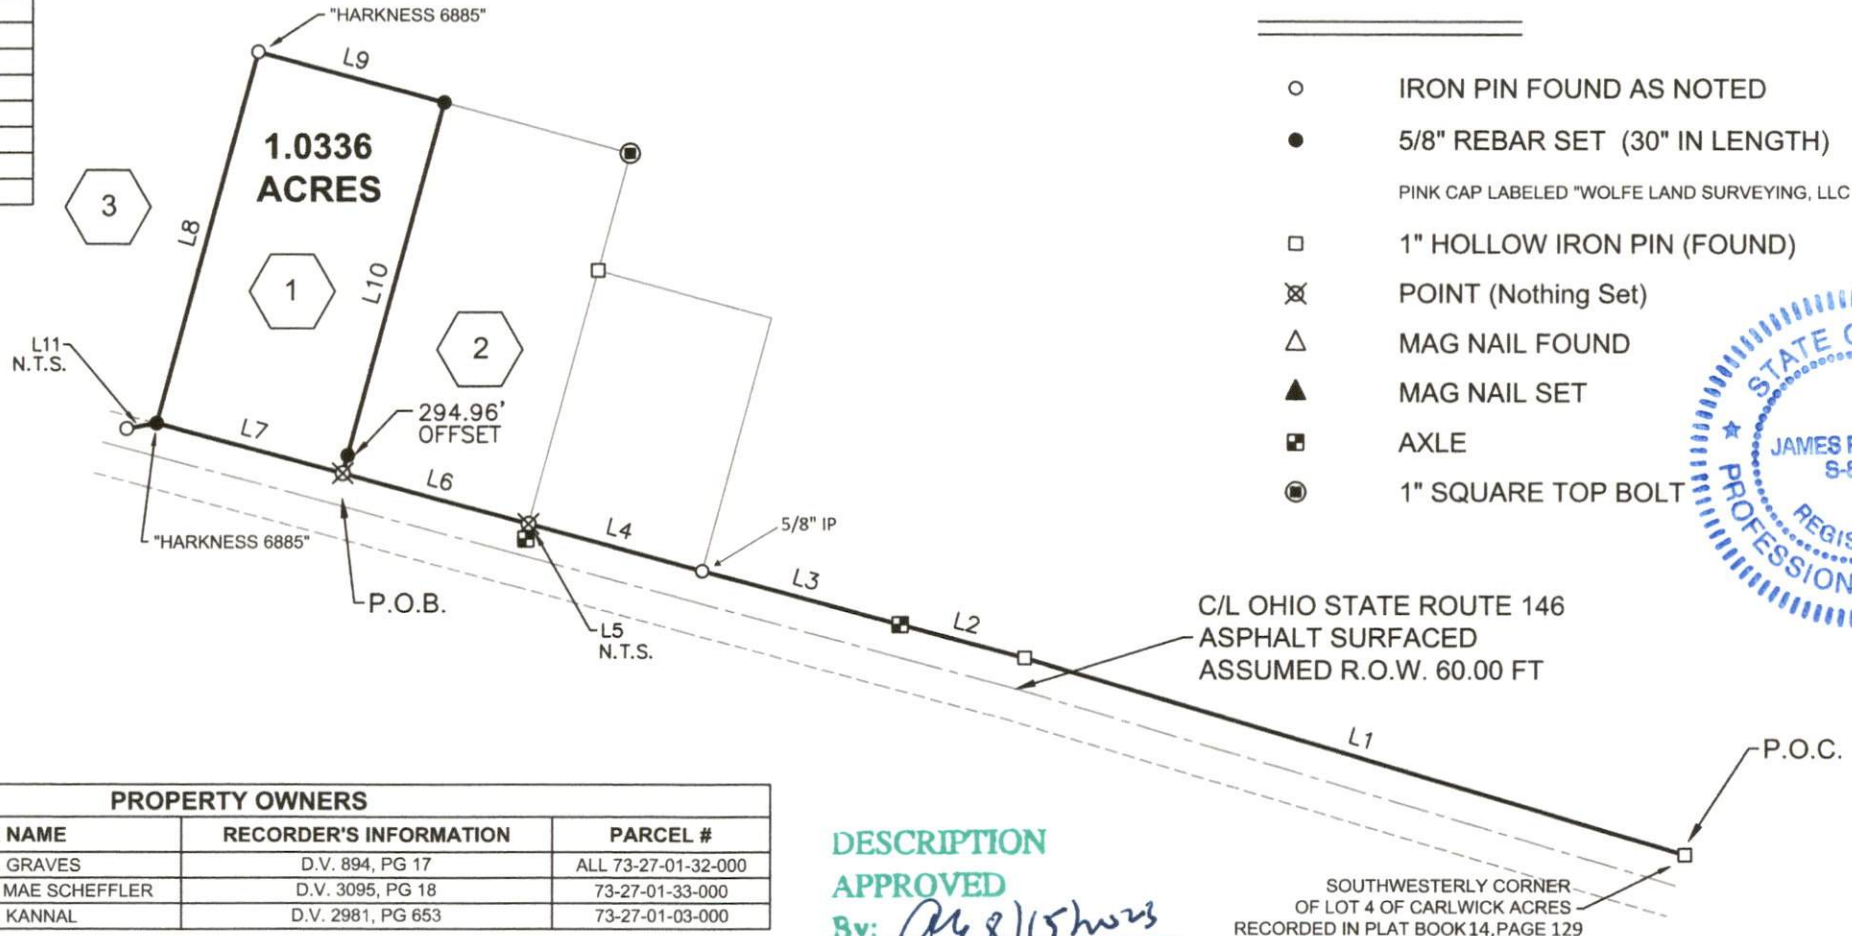 "HARKNESS 6885"
L9
1.0336
ACRES
3
L8
1
L10
2
L11
N.T.S.
294.96'
OFFSET
L7
L6
L4
5/8" IP
"HARKNESS 6885"
L3
P.O.B.
L5
N.T.S.
L2
L1
C/L OHIO STATE ROUTE 146
ASPHALT SURFACED
ASSUMED R.O.W. 60.00 FT
P.O.C.
SOUTHWESTERLY CORNER
OF LOT 4 OF CARLWICK ACRES
RECORDED IN PLAT BOOK 14, PAGE 129
IRON PIN FOUND AS NOTED
5/8" REBAR SET (30" IN LENGTH)
PINK CAP LABELED "WOLFE LAND SURVEYING, LLC
1" HOLLOW IRON PIN (FOUND)
POINT (Nothing Set)
MAG NAIL FOUND
MAG NAIL SET
AXLE
1" SQUARE TOP BOLT
STATE
JAMES
S-
REGIS
PROFESSION
PROPERTY OWNERS
NAME RECORDER'S INFORMATION PARCEL #
GRAVES D.V. 894, PG 17 ALL 73-27-01-32-000
MAE SCHEFFLER D.V. 3095, PG 18 73-27-01-33-000
KANNAL D.V. 2981, PG 653 73-27-01-03-000
DESCRIPTION
APPROVED
By: 8/15/2023